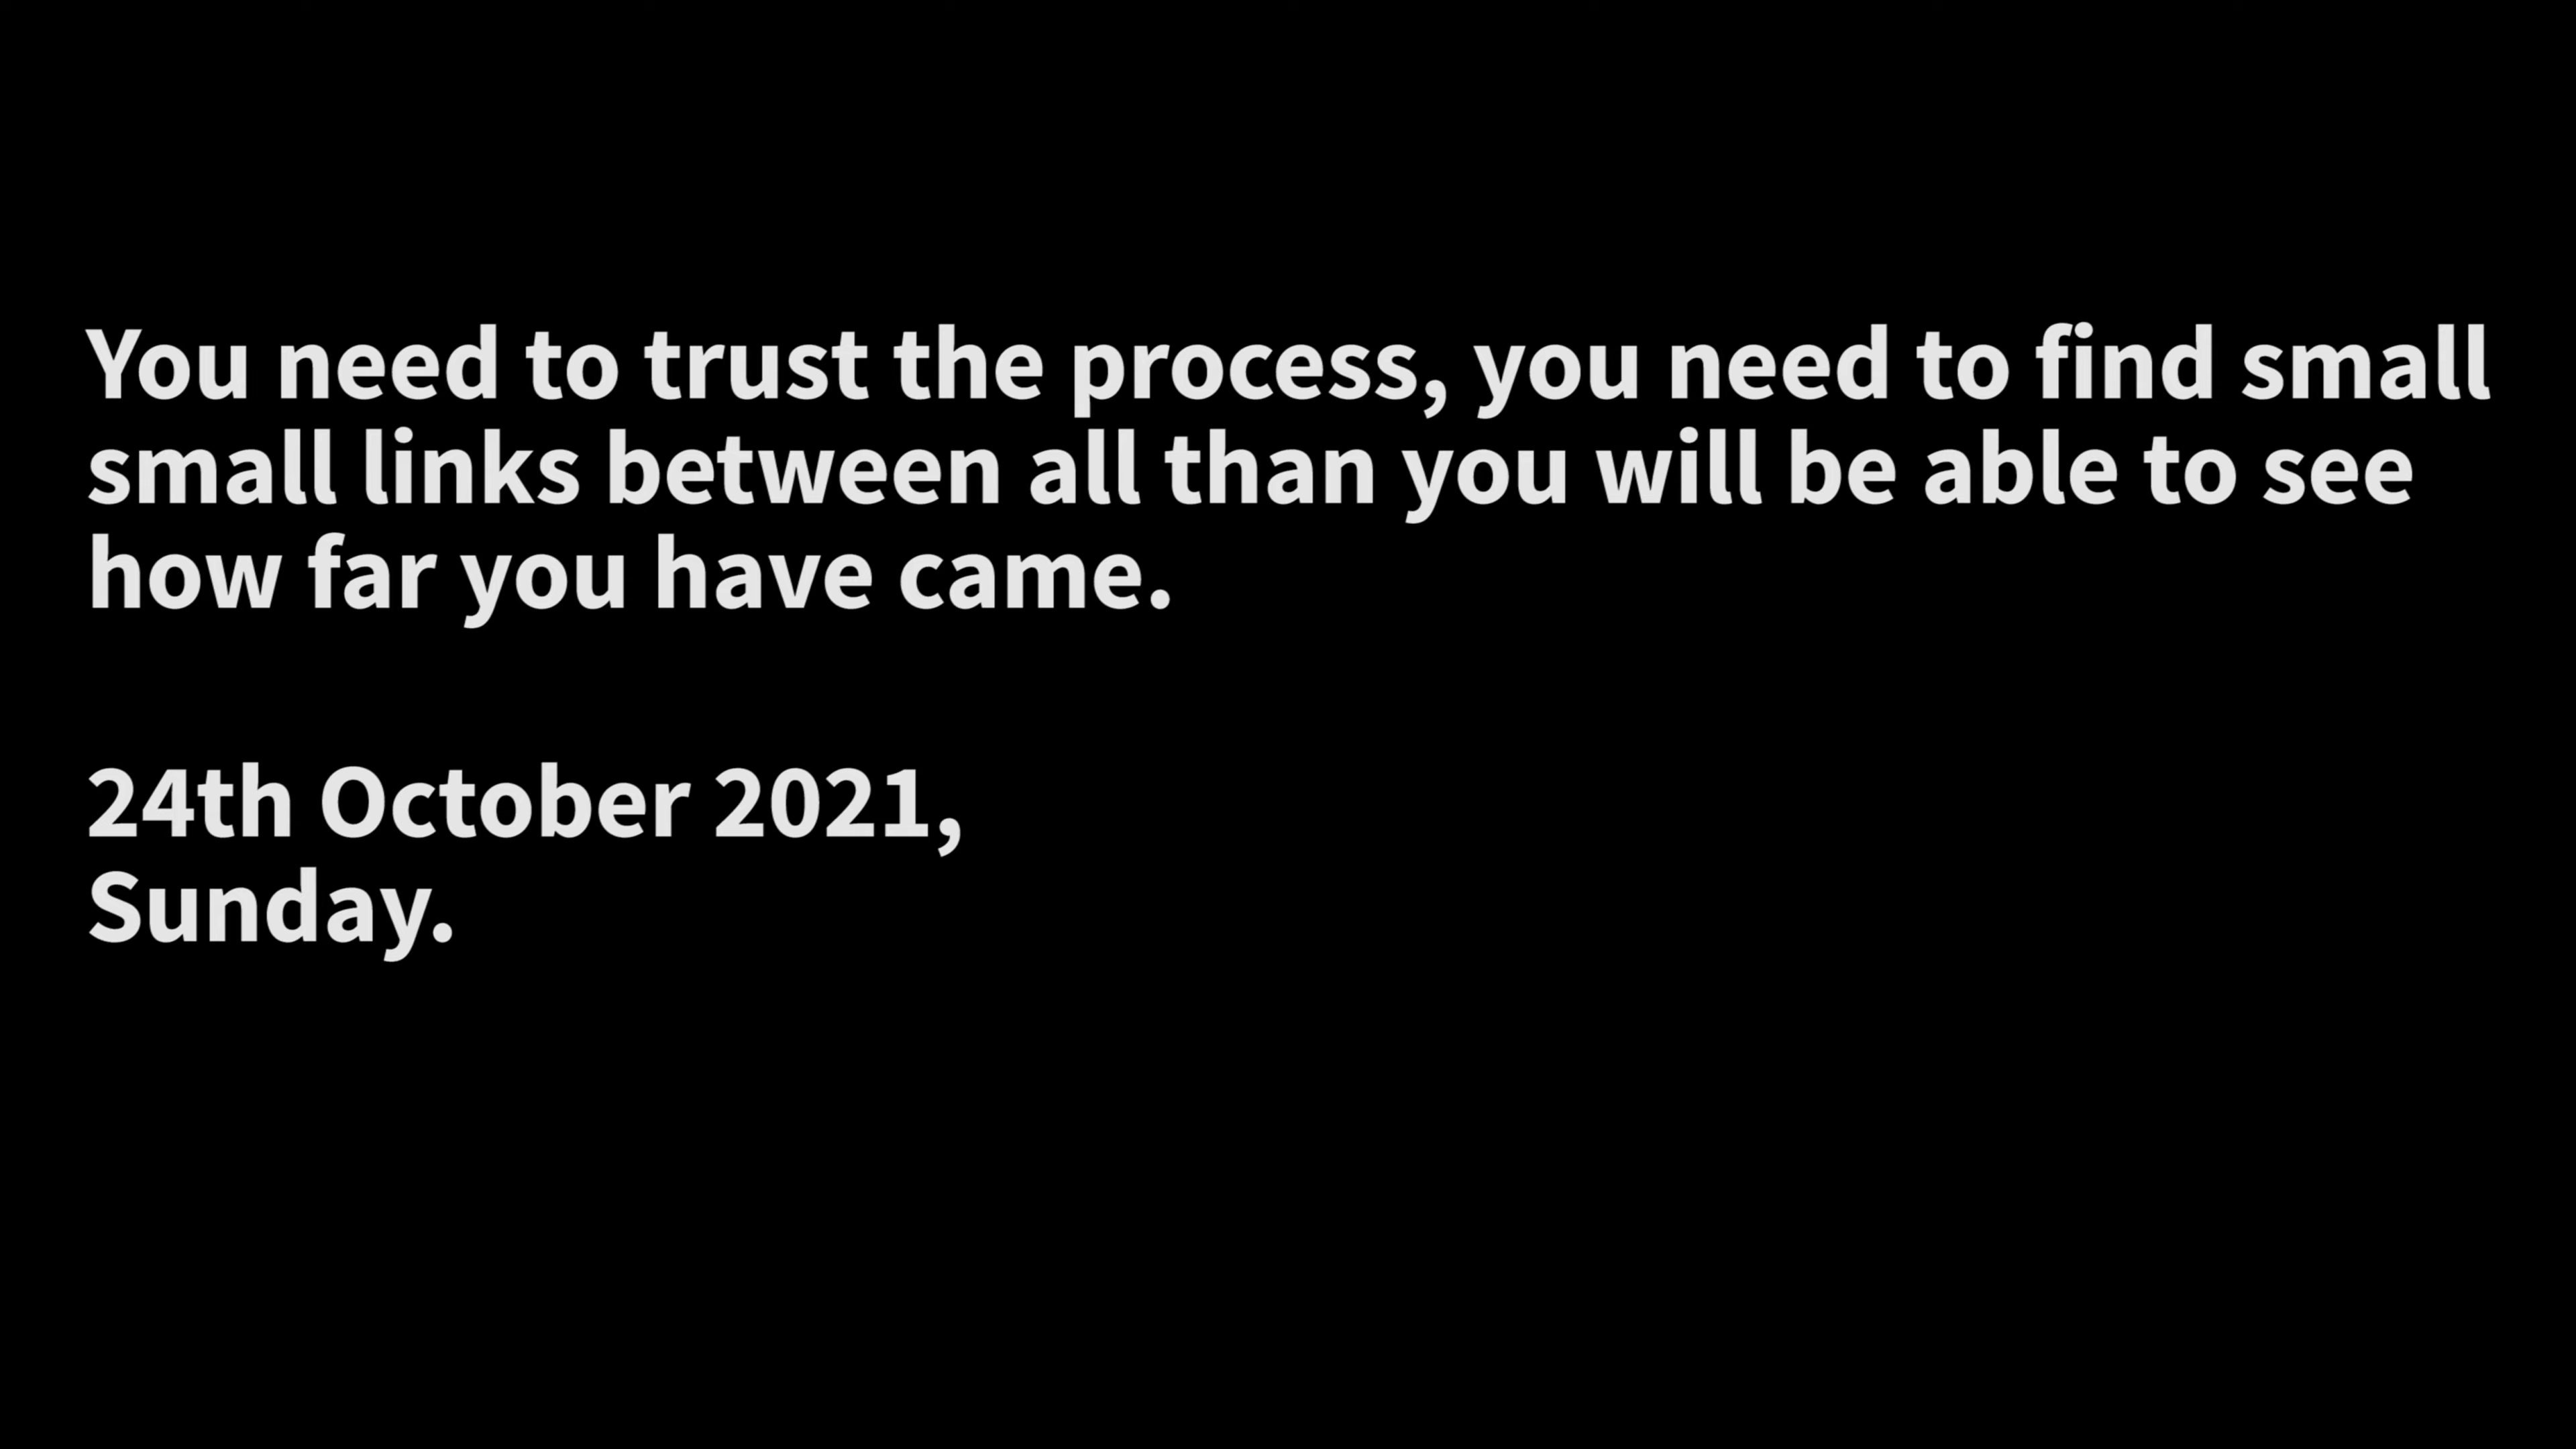 You need to trust the process, you need to find small
small links between all than you will be able to see
how far you have came.
24th October 2021,
Sunday.